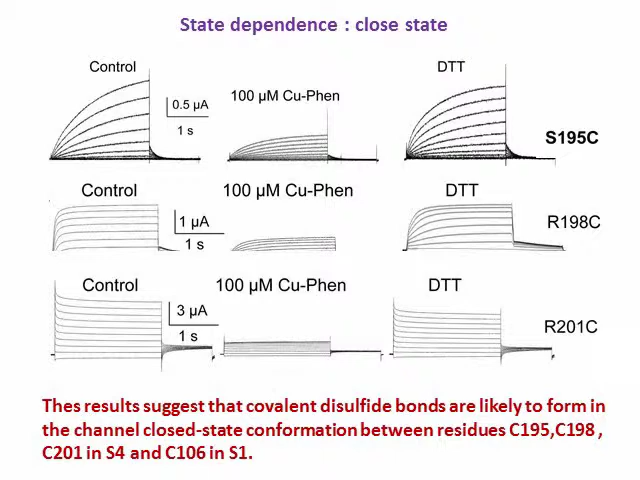 State dependence : close state
Control
0.5 µA
1 s
100 µM Cu-Phen
DTT
S195C
Control
1 µA
1 s
100 µM Cu-Phen
DTT
R198C
Control
3 µA
1 s
100 µM Cu-Phen
DTT
R201C
Thes results suggest that covalent disulfide bonds are likely to form in
the channel closed-state conformation between residues C195,C198 ,
C201 in S4 and C106 in S1.